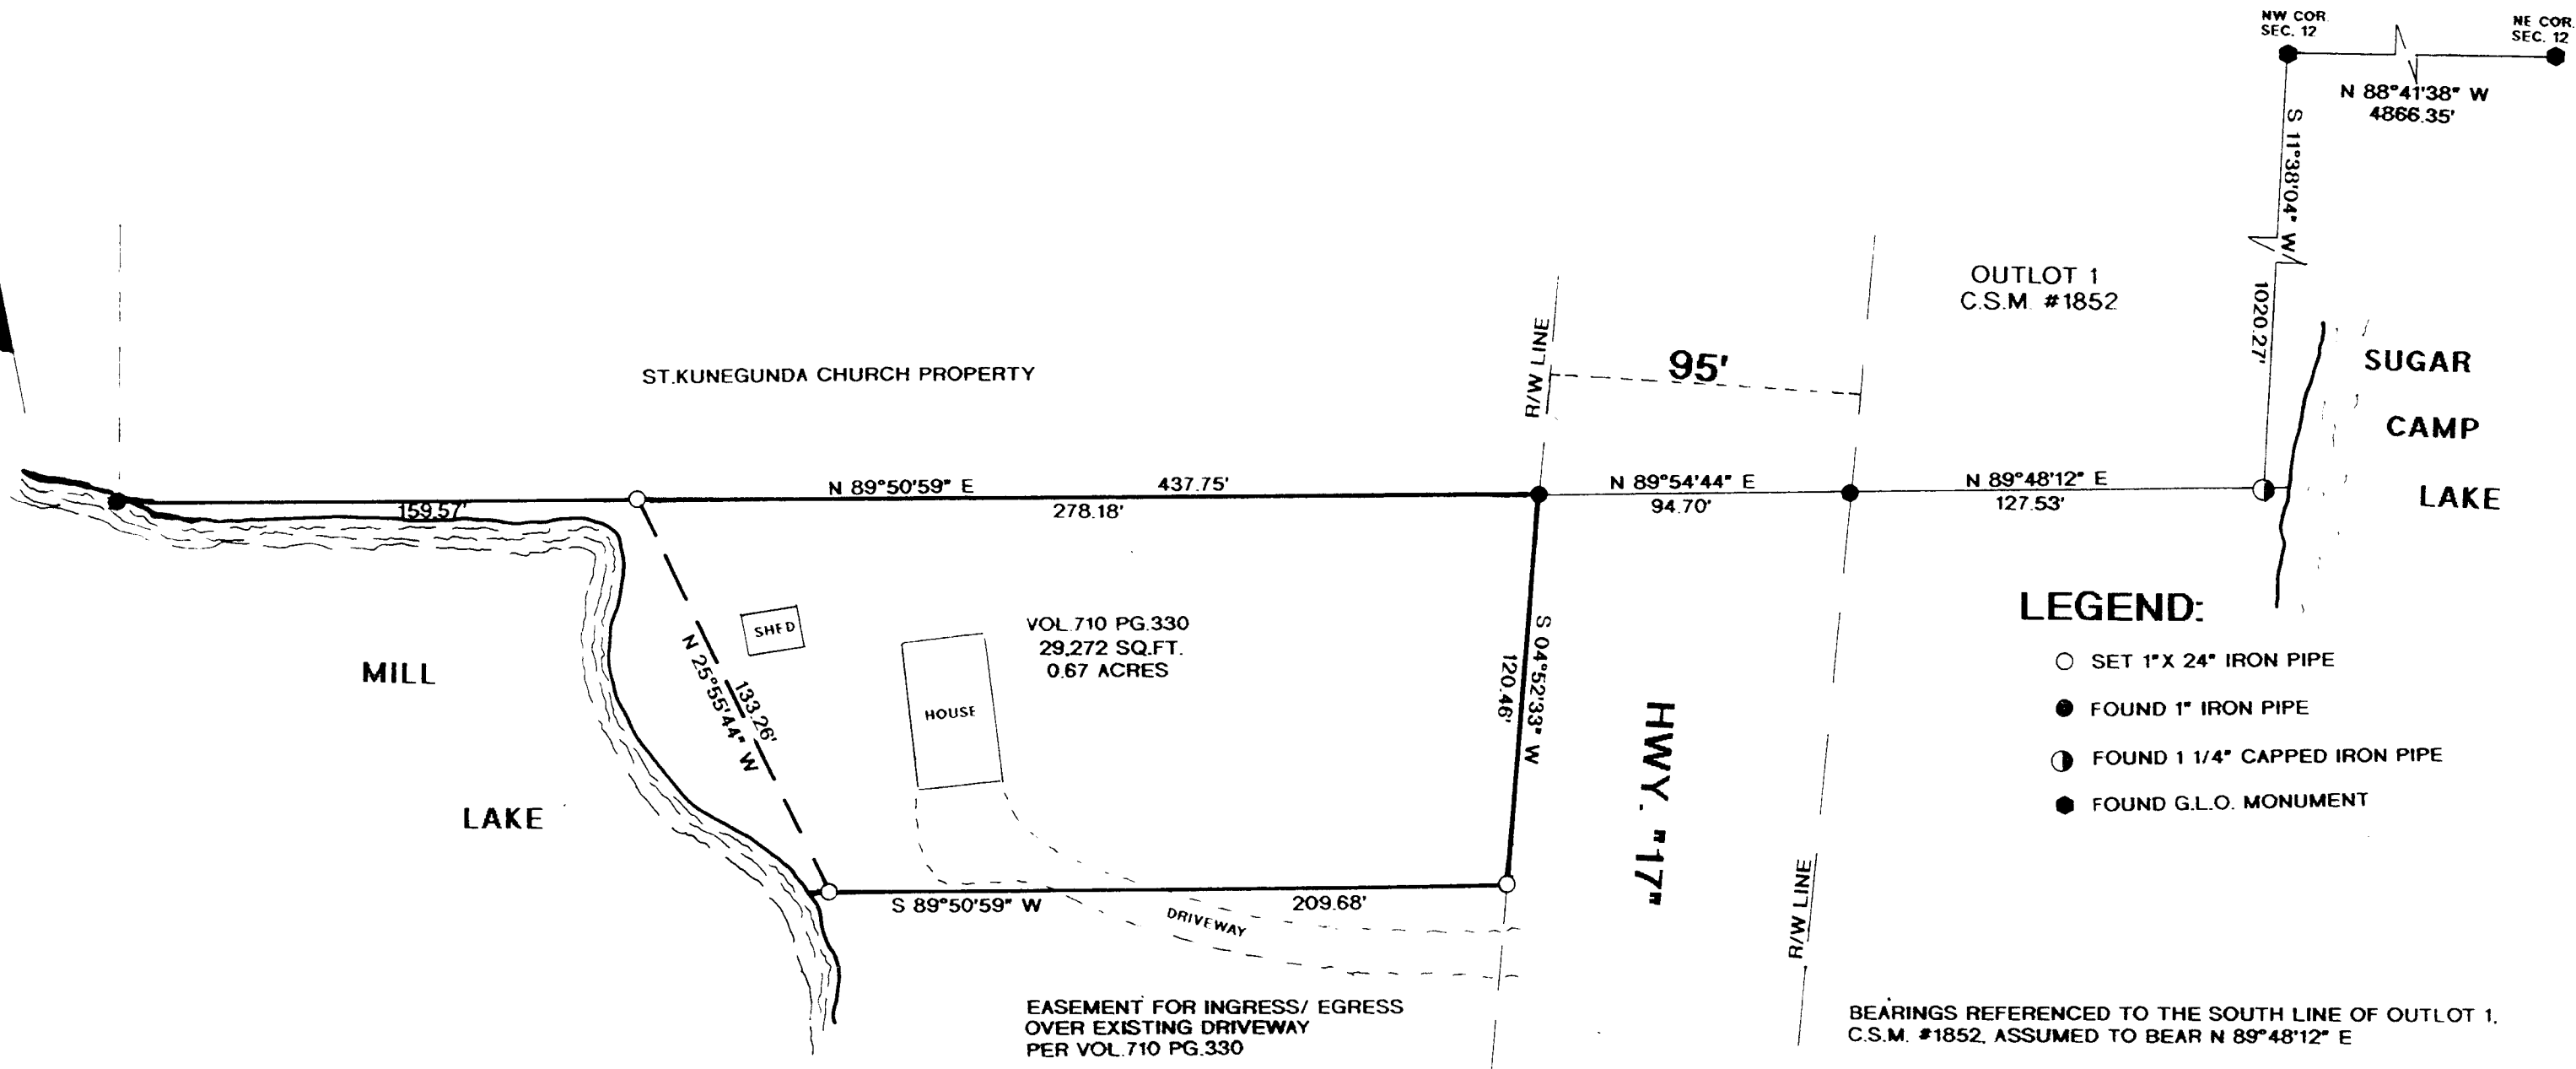 NW COR.
SEC. 12
NE COR.
SEC. 12
N 88°41'38" W
4866.35'
S 11°38'04" W
1020.27'
OUTLOT 1
C.S.M. #1852
SUGAR
CAMP
LAKE
R/W LINE
95'
ST.KUNEGUNDA CHURCH PROPERTY
N 89°50'59" E
437.75'
159.57'
278.18'
N 89°54'44" E
94.70'
N 89°48'12" E
127.53'
MILL
LAKE
SHED
HOUSE
VOL.710 PG.330
29,272 SQ.FT.
0.67 ACRES
133.26'
N 25°55'44" W
S 04°52'33" W
120.46'
HWY. "17"
R/W LINE
S 89°50'59" W
209.68'
DRIVEWAY
LEGEND:
SET 1"X 24" IRON PIPE
FOUND 1" IRON PIPE
FOUND 1 1/4" CAPPED IRON PIPE
FOUND G.L.O. MONUMENT
EASEMENT FOR INGRESS/ EGRESS
OVER EXISTING DRIVEWAY
PER VOL.710 PG.330
BEARINGS REFERENCED TO THE SOUTH LINE OF OUTLOT 1,
C.S.M. #1852, ASSUMED TO BEAR N 89°48'12" E